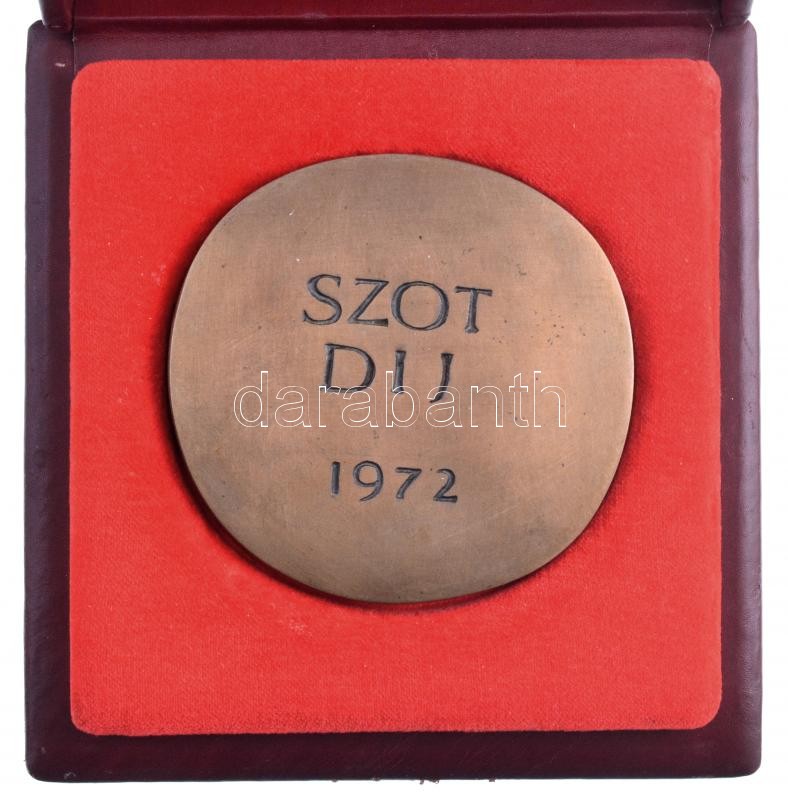 SZOT
DIJ
darabanth
1972